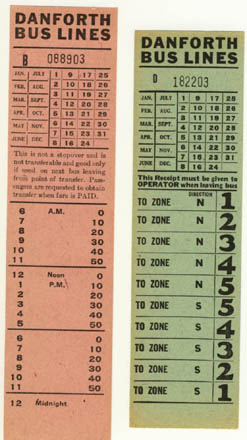 DANFORTH
BUS LINES
B 088903
JAN. JULY 1 9 17 25
FEB. AUG. 2 10 18 26
MAR. SEPT. 3 11 19 27
4 12 20 28
APR. OCT. 5 13 21 29
MAY NOV. 6 14 22 30
7 15 23 31
JUNE DEC. 8 16 24
This is not a stopover and is
not transferable and good only
if used on next bus leaving
from point of transfer. Pass-
engers are requested to obtain
transfer when fare is PAID.
6 A.M. 0
7 10
8 20
9 30
10 40
11 50
12 Noon 0
1 P.M. 10
2 20
3 30
4 40
5 50
6 0
7 10
8 20
9 30
10 40
11 50
12 Midnight
DANFORTH
BUS LINES
D 182203
JAN. JULY 1 9 17 25
FEB. AUG. 2 10 18 26
MAR. SEPT. 3 11 19 27
4 12 20 28
APR. OCT. 5 13 21 29
MAY NOV. 6 14 22 30
7 15 23 31
JUNE DEC. 8 16 24
This Receipt must be given to
OPERATOR when leaving bus
DIRECTION
TO ZONE N 1
TO ZONE N 2
TO ZONE N 3
TO ZONE N 4
TO ZONE N 5
TO ZONE S 5
TO ZONE S 4
TO ZONE S 3
TO ZONE S 2
TO ZONE S 1